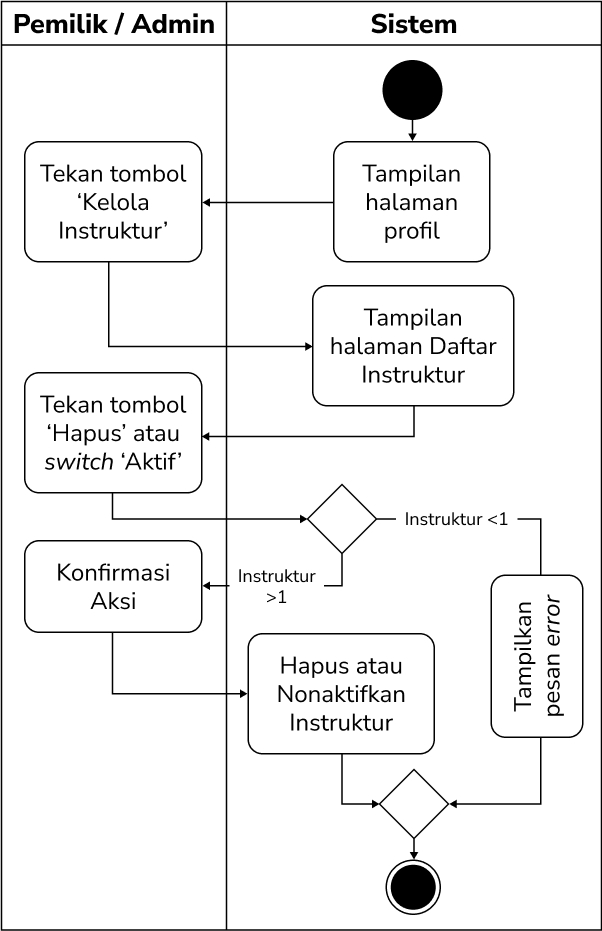 Pemilik / Admin
Sistem
Tampilan
halaman
profil
Tekan tombol
‘Kelola
Instruktur’
Tampilan
halaman Daftar
Instruktur
Tekan tombol
‘Hapus’ atau
switch ‘Aktif’
Instruktur <1
Instruktur
>1
Konfirmasi
Aksi
Tampilkan
pesan error
Hapus atau
Nonaktifkan
Instruktur